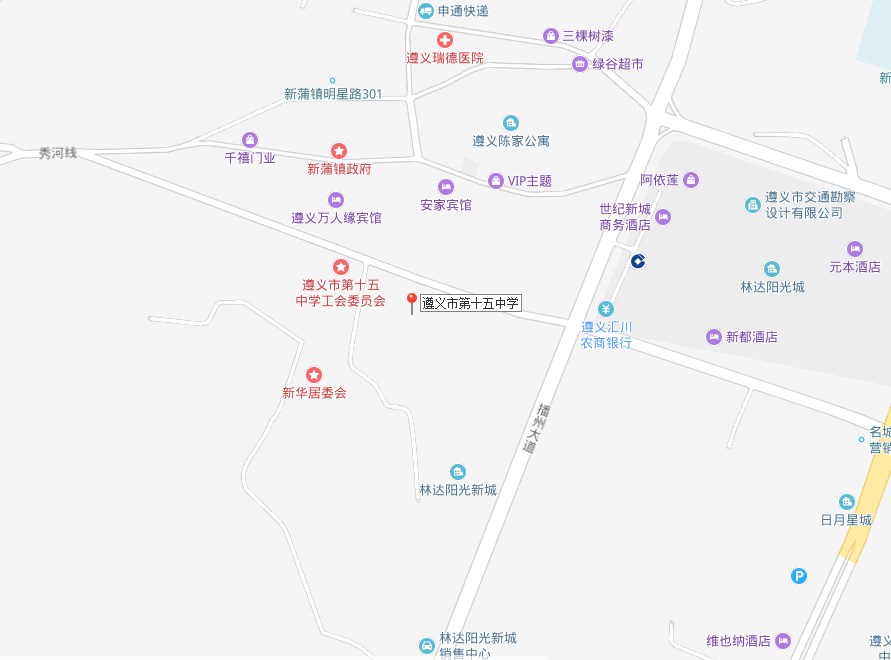 申通快递
三棵树漆
遵义瑞德医院
绿谷超市
新
新蒲镇明星路301
遵义陈家公寓
秀河线
千禧门业
新蒲镇政府
VIP主题
阿依莲
安家宾馆
遵义万人缘宾馆
世纪新城
商务酒店
遵义市交通勘察
设计有限公司
元本酒店
林达阳光城
遵义市第十五
中学工会委员会
遵义市第十五中学
遵义汇川
农商银行
新都酒店
新华居委会
播州大道
名城
营销
林达阳光新城
日月星城
P
林达阳光新城
销售中心
维也纳酒店
遵义
中